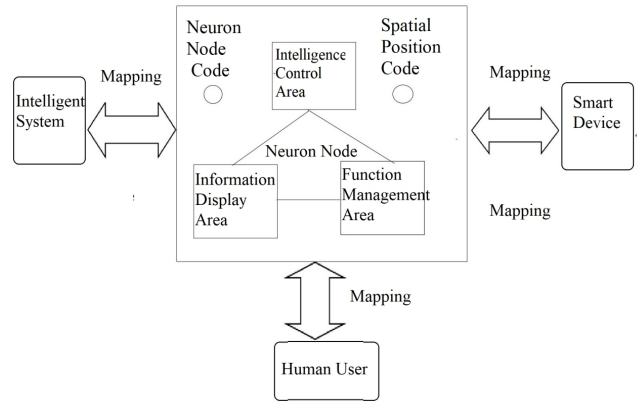 Neuron
Node
Code
Intelligence
Control
Area
Spatial
Position
Code
Mapping
Mapping
Intelligent
System
Smart
Device
Neuron Node
Information
Display
Area
Function
Management
Area
Mapping
Mapping
Human User